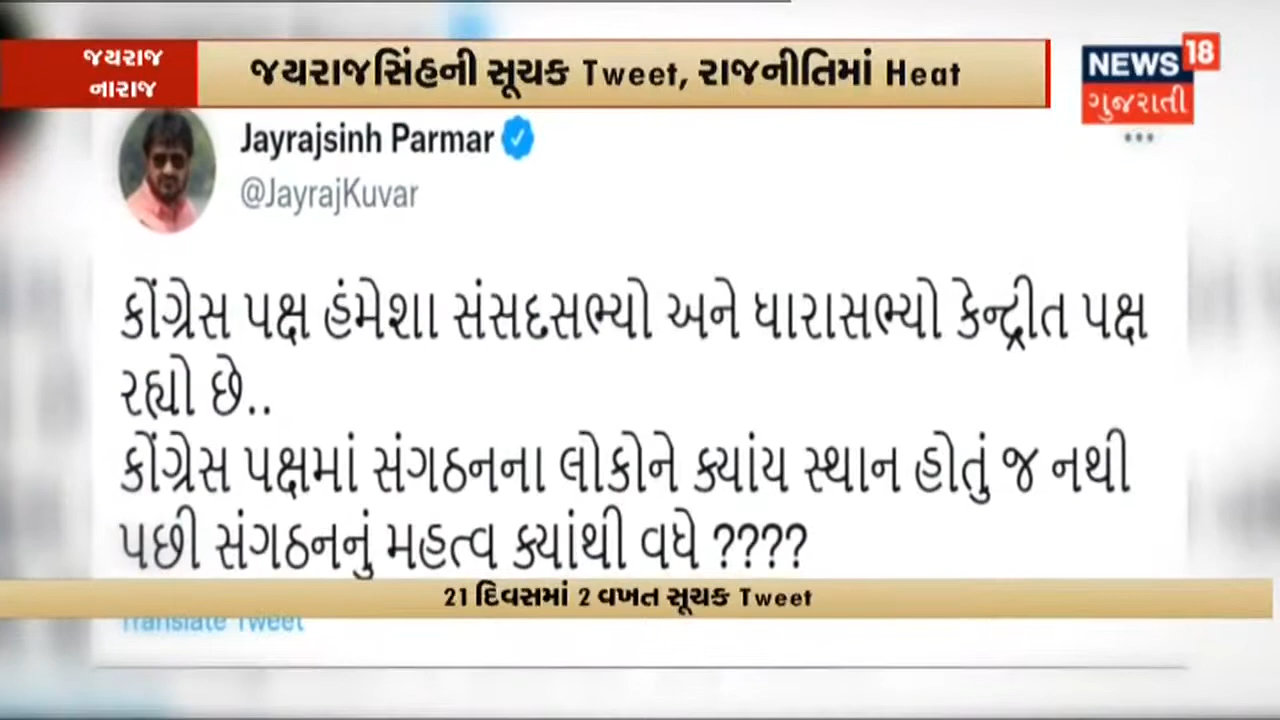 જયરાજ
નારાજ
જયરાજસિંહની સૂચક Tweet, રાજનીતિમાં Heat
NEWS 18
ગુજરાતી
Jayrajsinh Parmar
@JayrajKuvar
કોંગ્રેસ પક્ષ હંમેશા સંસદસભ્યો અને ધારાસભ્યો કેન્દ્રીત પક્ષ
રહ્યો છે..
કોંગ્રેસ પક્ષમાં સંગઠનના લોકોને ક્યાંય સ્થાન હોતું જ નથી
પછી સંગઠનનું મહત્વ ક્યાંથી વધે ????
21 દિવસમાં 2 વખત સૂચક Tweet
Translate Tweet